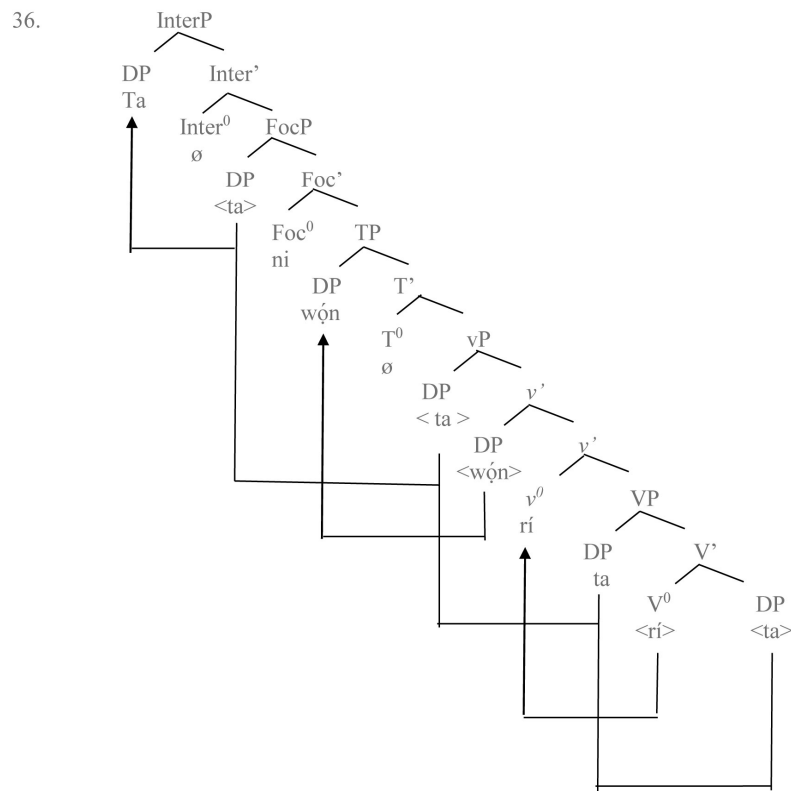 36.
InterP
DP Inter’
Ta
Inter⁰ FocP
ø
DP Foc’
<ta>
Foc⁰ TP
ni
DP T’
wọ́n
T⁰ vP
ø
DP v’
< ta >
DP v’
<wọ́n>
v⁰ VP
rí
DP V’
ta
V⁰ DP
<rí> <ta>